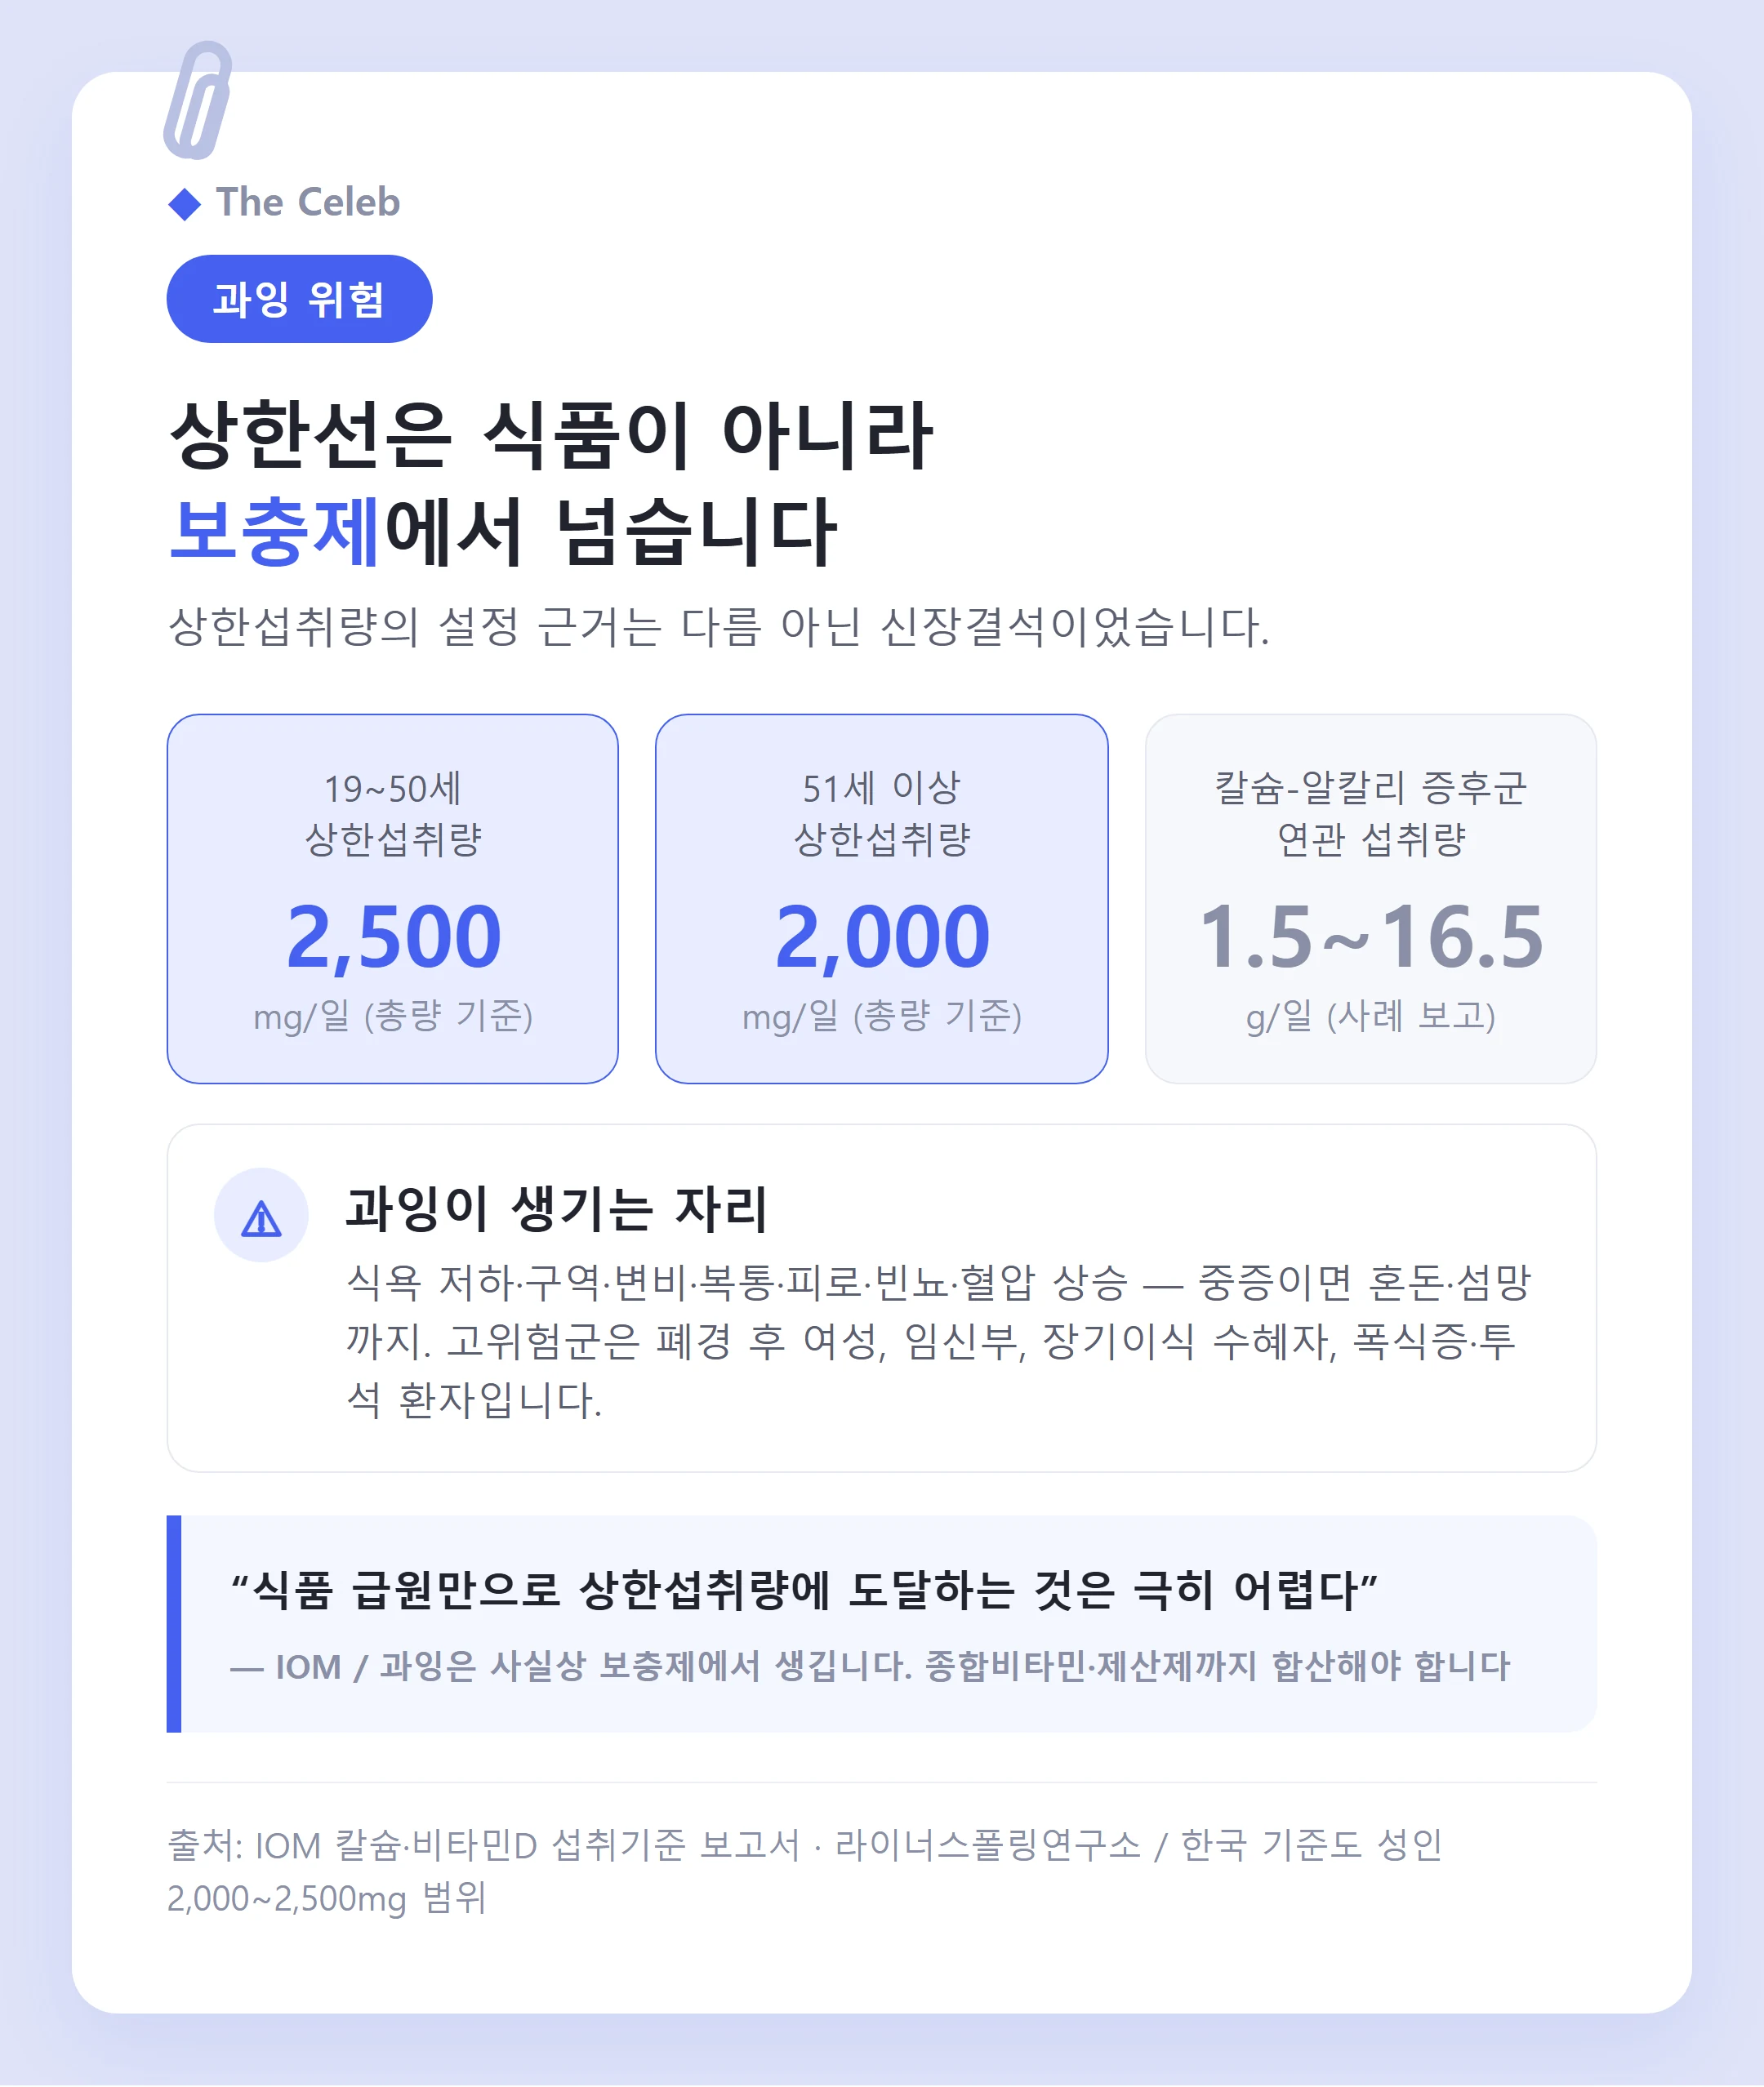 The Celeb
과잉 위험
상한선은 식품이 아니라
보충제에서 넘습니다
상한섭취량의 설정 근거는 다름 아닌 신장결석이었습니다.
19~50세
상한섭취량
2,500
mg/일 (총량 기준)
51세 이상
상한섭취량
2,000
mg/일 (총량 기준)
칼슘-알칼리 증후군
연관 섭취량
1.5~16.5
g/일 (사례 보고)
과잉이 생기는 자리
식욕 저하·구역·변비·복통·피로·빈뇨·혈압 상승 — 중증이면 혼돈·섬망
까지. 고위험군은 폐경 후 여성, 임신부, 장기이식 수혜자, 폭식증·투
석 환자입니다.
“식품 급원만으로 상한섭취량에 도달하는 것은 극히 어렵다”
— IOM / 과잉은 사실상 보충제에서 생깁니다. 종합비타민·제산제까지 합산해야 합니다
출처: IOM 칼슘·비타민D 섭취기준 보고서 · 라이너스폴링연구소 / 한국 기준도 성인
2,000~2,500mg 범위